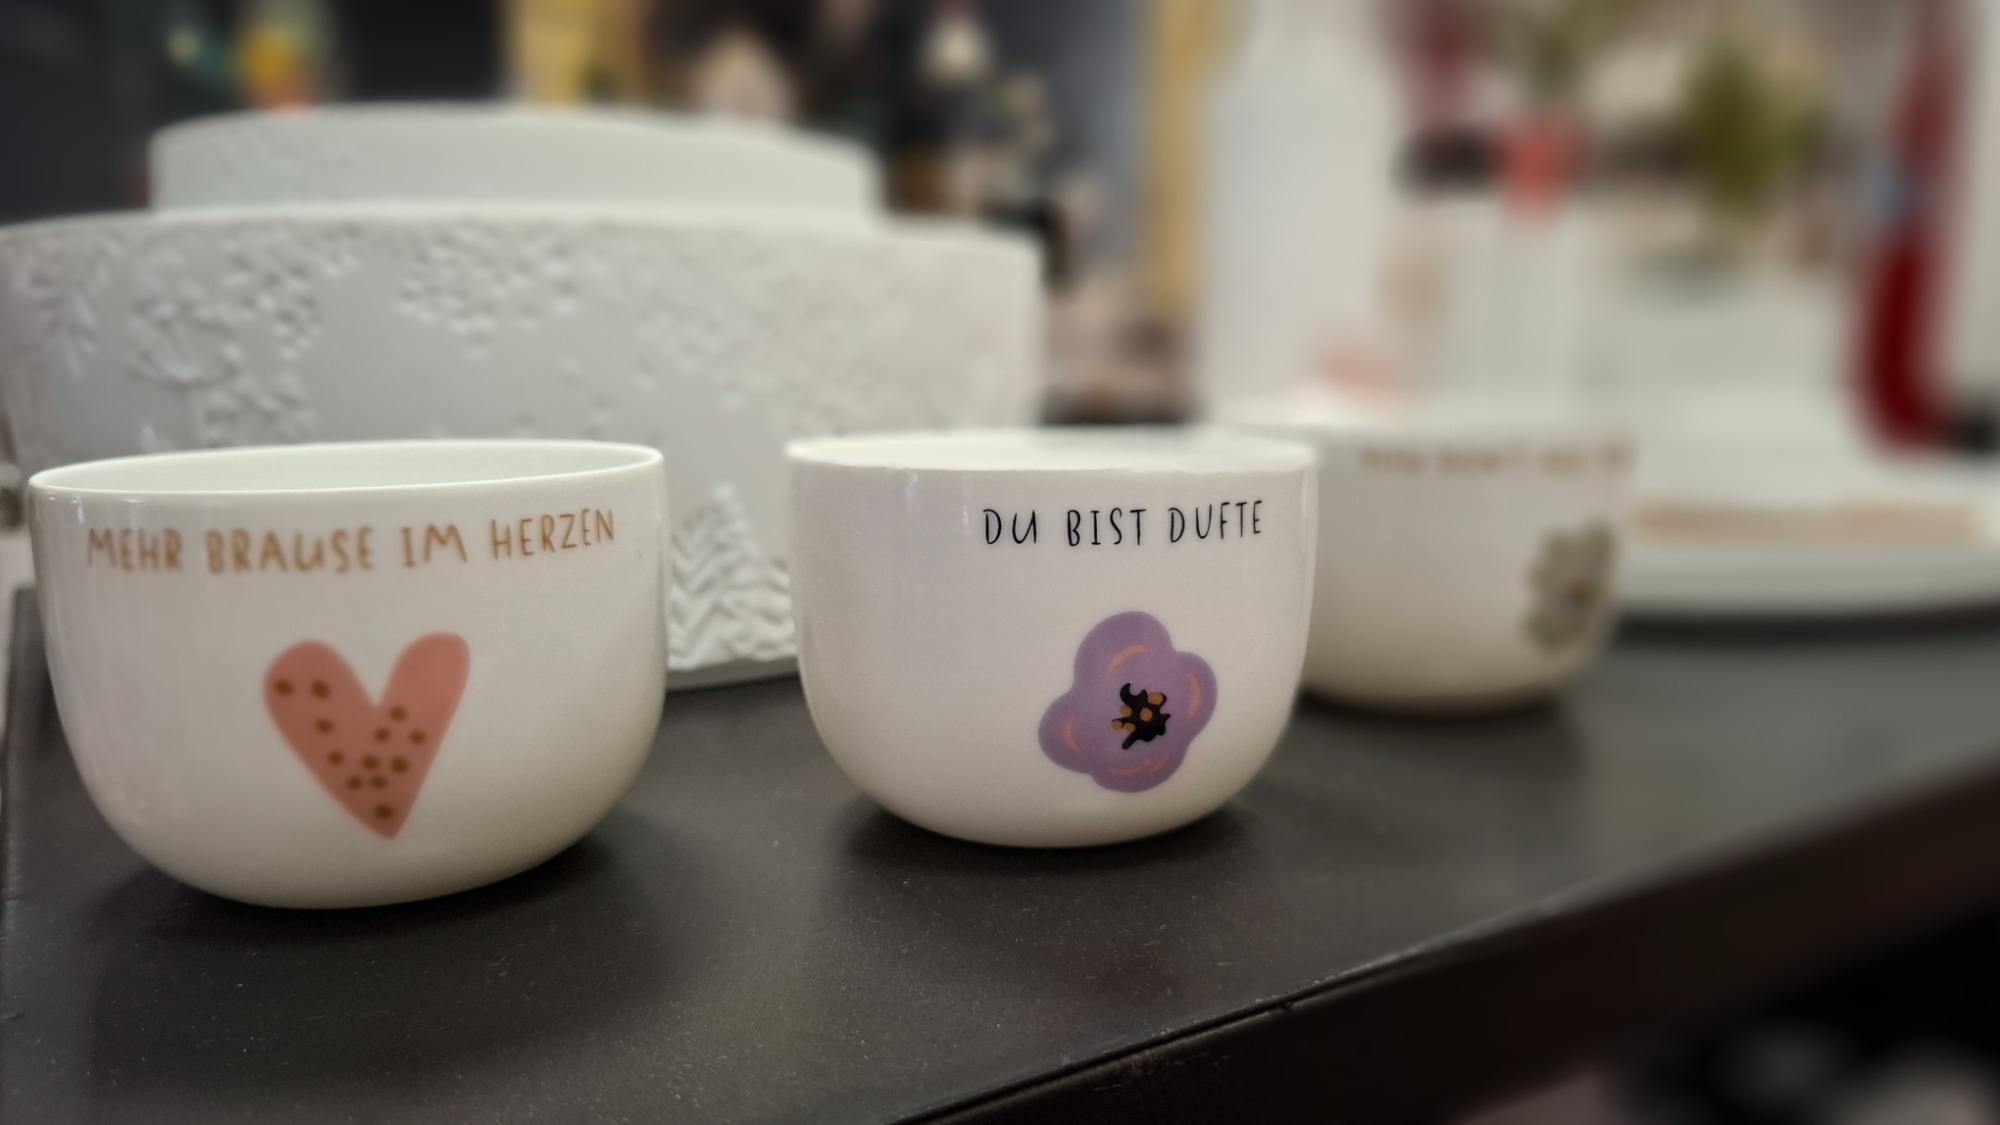 MEHR BRAUSE IM HERZEN
DU BIST DUFTE